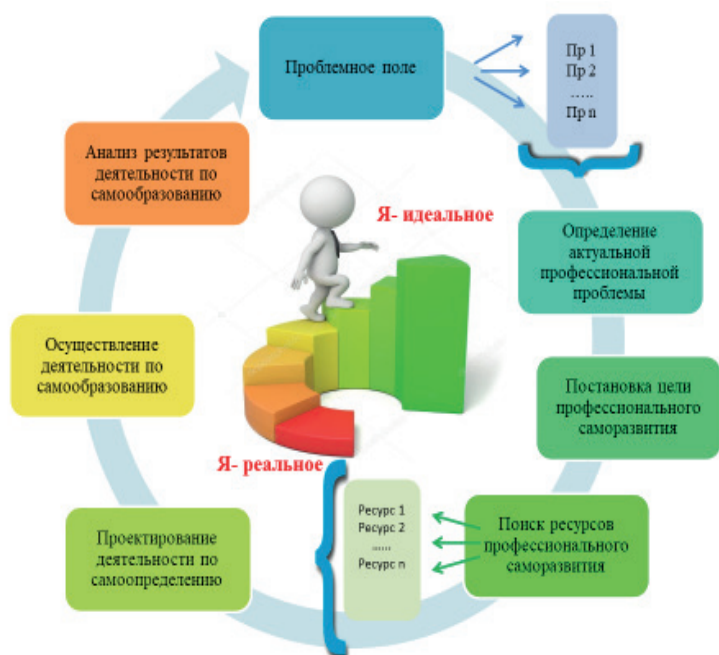 Проблемное поле
Пр 1
Пр 2
.....
Пр n
Определение
актуальной
профессиональной
проблемы
Постановка цели
профессионального
саморазвития
Поиск ресурсов
профессионального
саморазвития
Ресурс 1
Ресурс 2
......
Ресурс n
Проектирование
деятельности по
самоопределению
Осуществление
деятельности по
самообразованию
Анализ результатов
деятельности по
самообразованию
Я- идеальное
Я- реальное